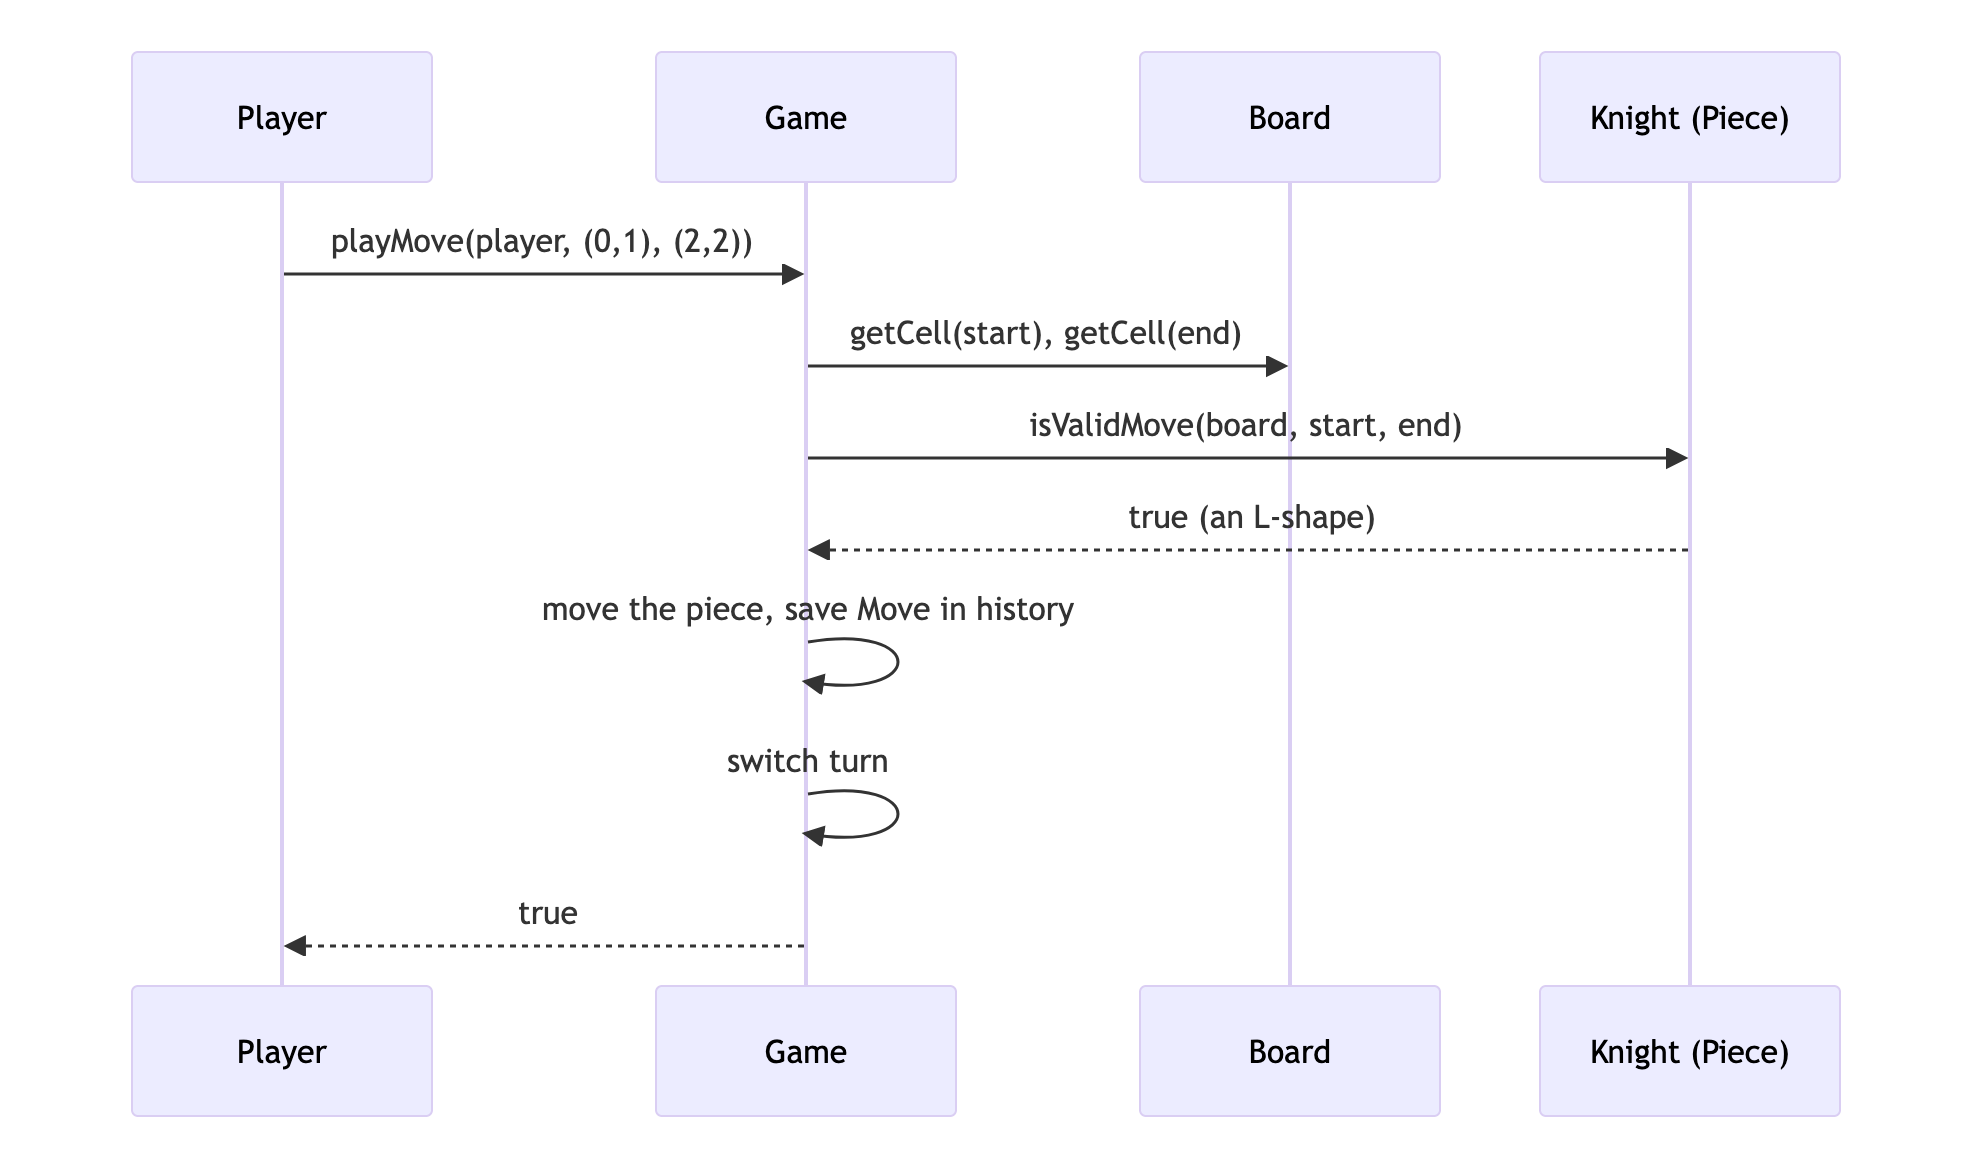 Player
Game
Board
Knight (Piece)
playMove(player, (0,1), (2,2))
getCell(start), getCell(end)
isValidMove(board, start, end)
true (an L-shape)
move the piece, save Move in history
switch turn
true
Player
Game
Board
Knight (Piece)